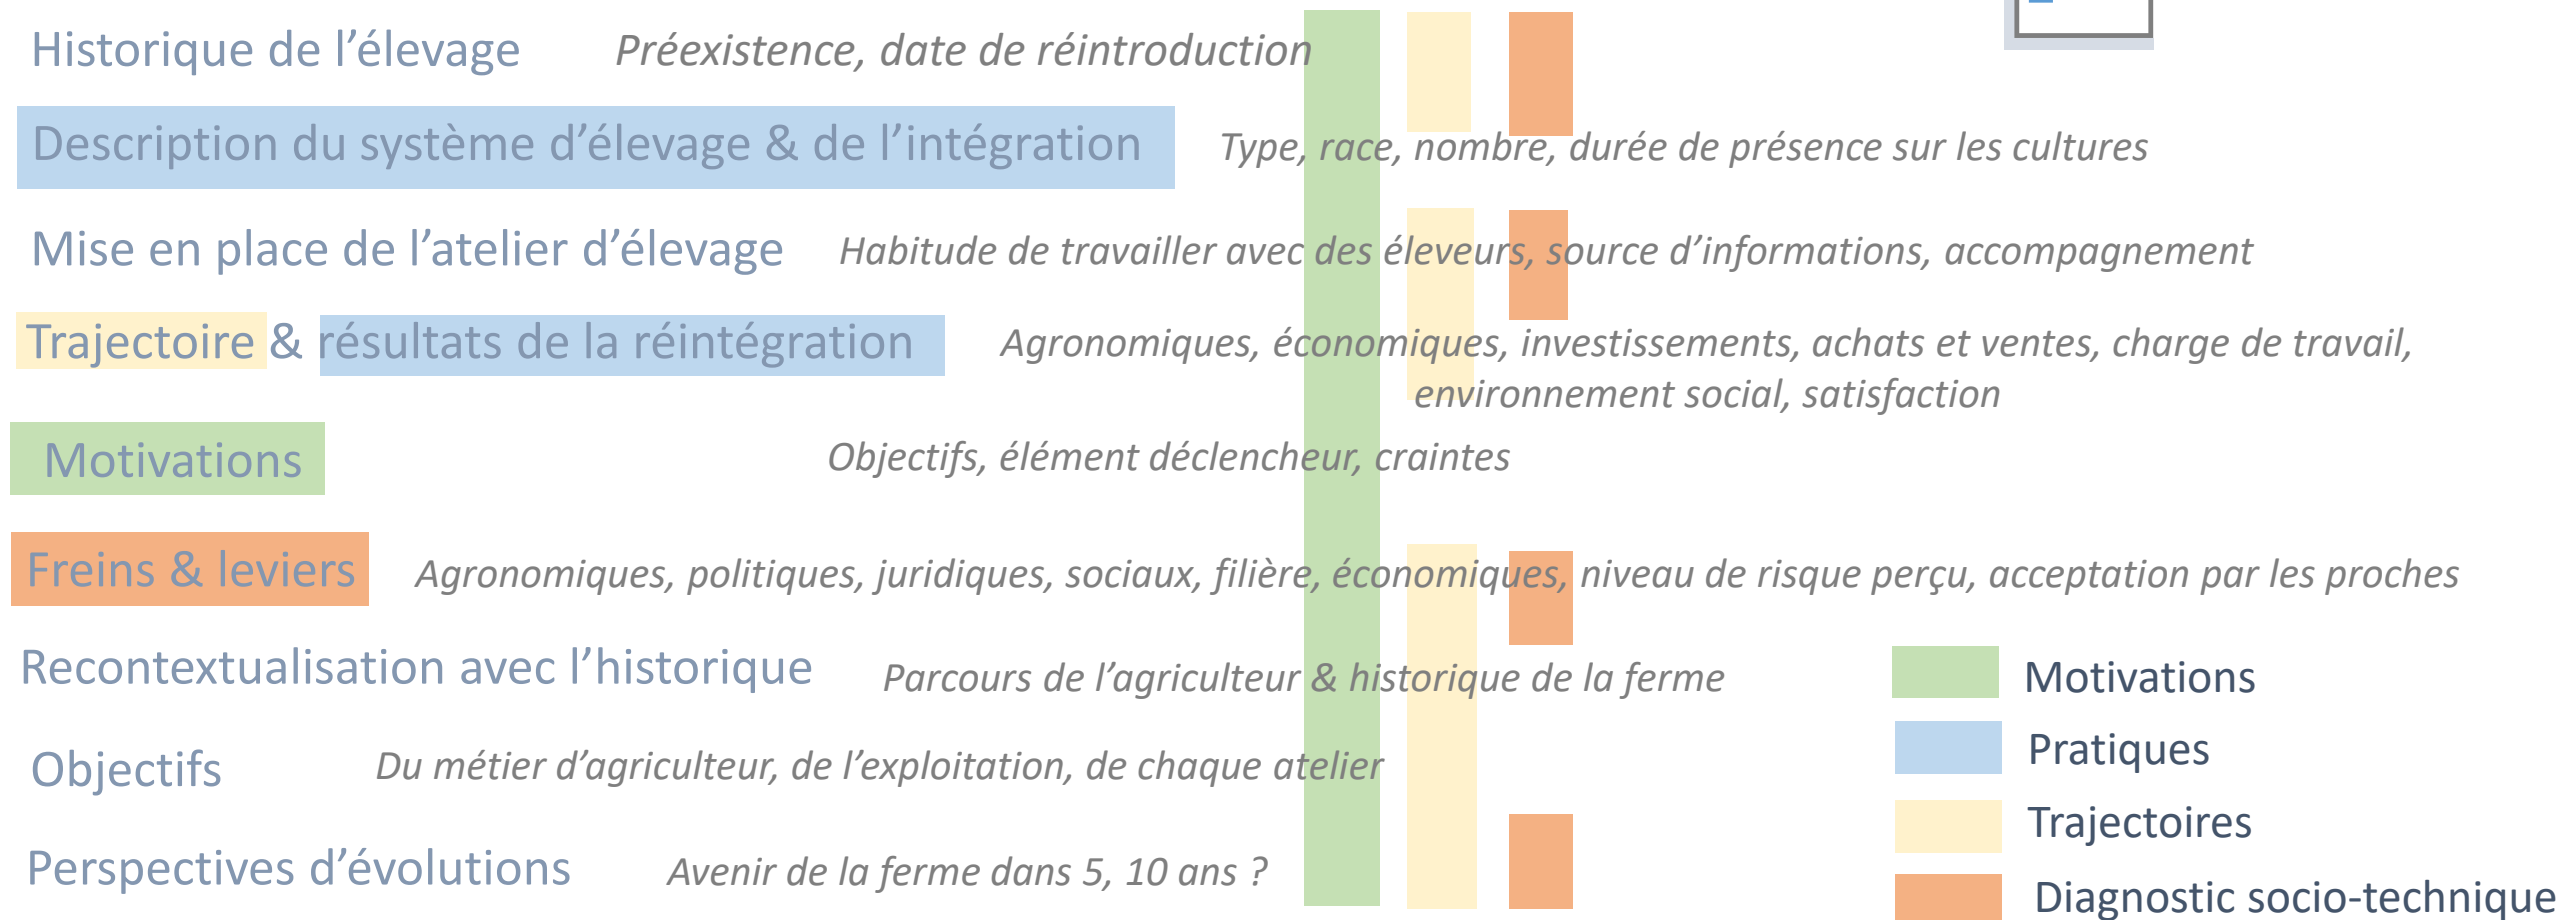 Historique de l’élevage Préexistence, date de réintroduction
Description du système d’élevage & de l’intégration Type, race, nombre, durée de présence sur les cultures
Mise en place de l’atelier d’élevage Habitude de travailler avec des éleveurs, source d’informations, accompagnement
Trajectoire & résultats de la réintégration Agronomiques, économiques, investissements, achats et ventes, charge de travail,
environnement social, satisfaction
Motivations Objectifs, élément déclencheur, craintes
Freins & leviers Agronomiques, politiques, juridiques, sociaux, filière, économiques, niveau de risque perçu, acceptation par les proches
Recontextualisation avec l’historique Parcours de l’agriculteur & historique de la ferme
Objectifs Du métier d’agriculteur, de l’exploitation, de chaque atelier
Perspectives d’évolutions Avenir de la ferme dans 5, 10 ans ?
Motivations
Pratiques
Trajectoires
Diagnostic socio-technique